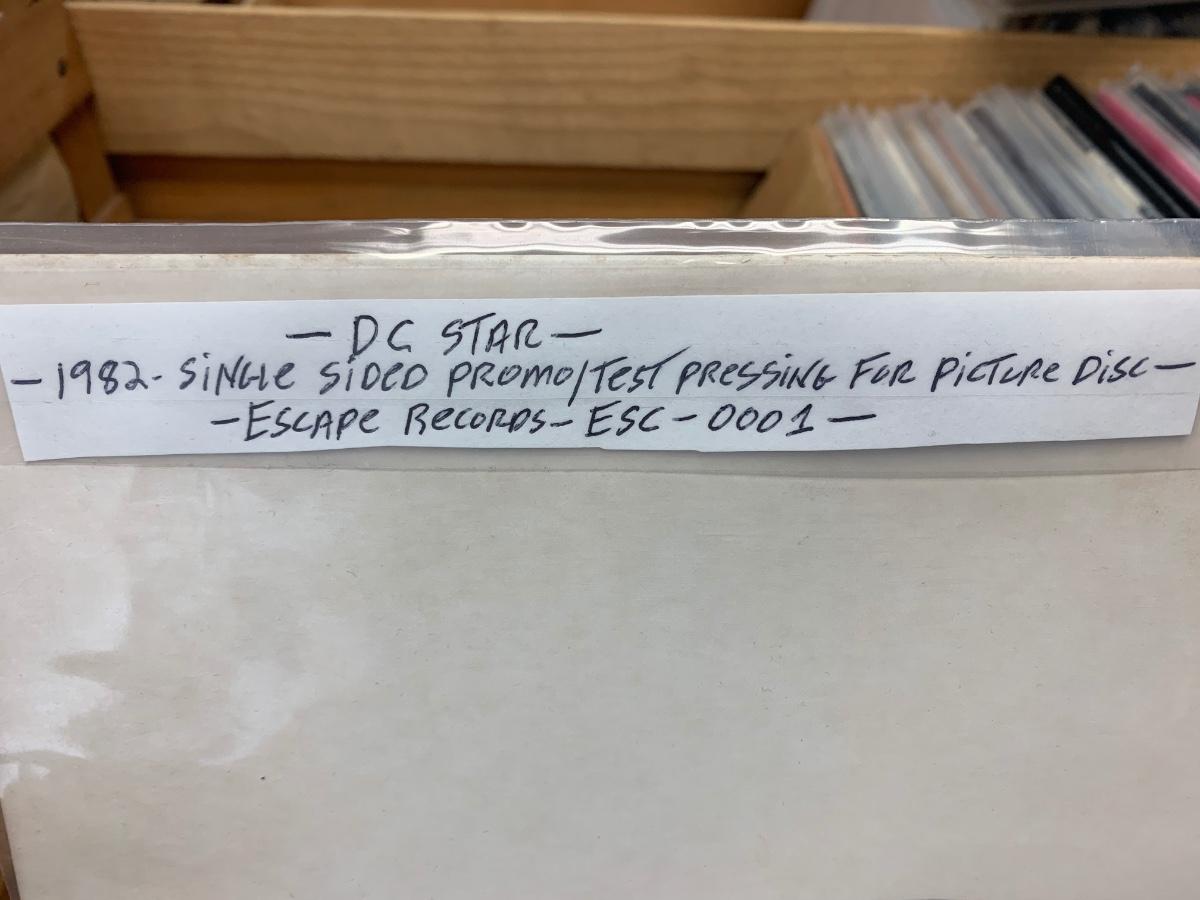 — DC STAR —
— 1982 - SiNGLe SiDeD PROMO/TeST PReSSiNG FOR PiCTURe DiSC —
— ESCAPe ReCORDS - ESC - 0001 —